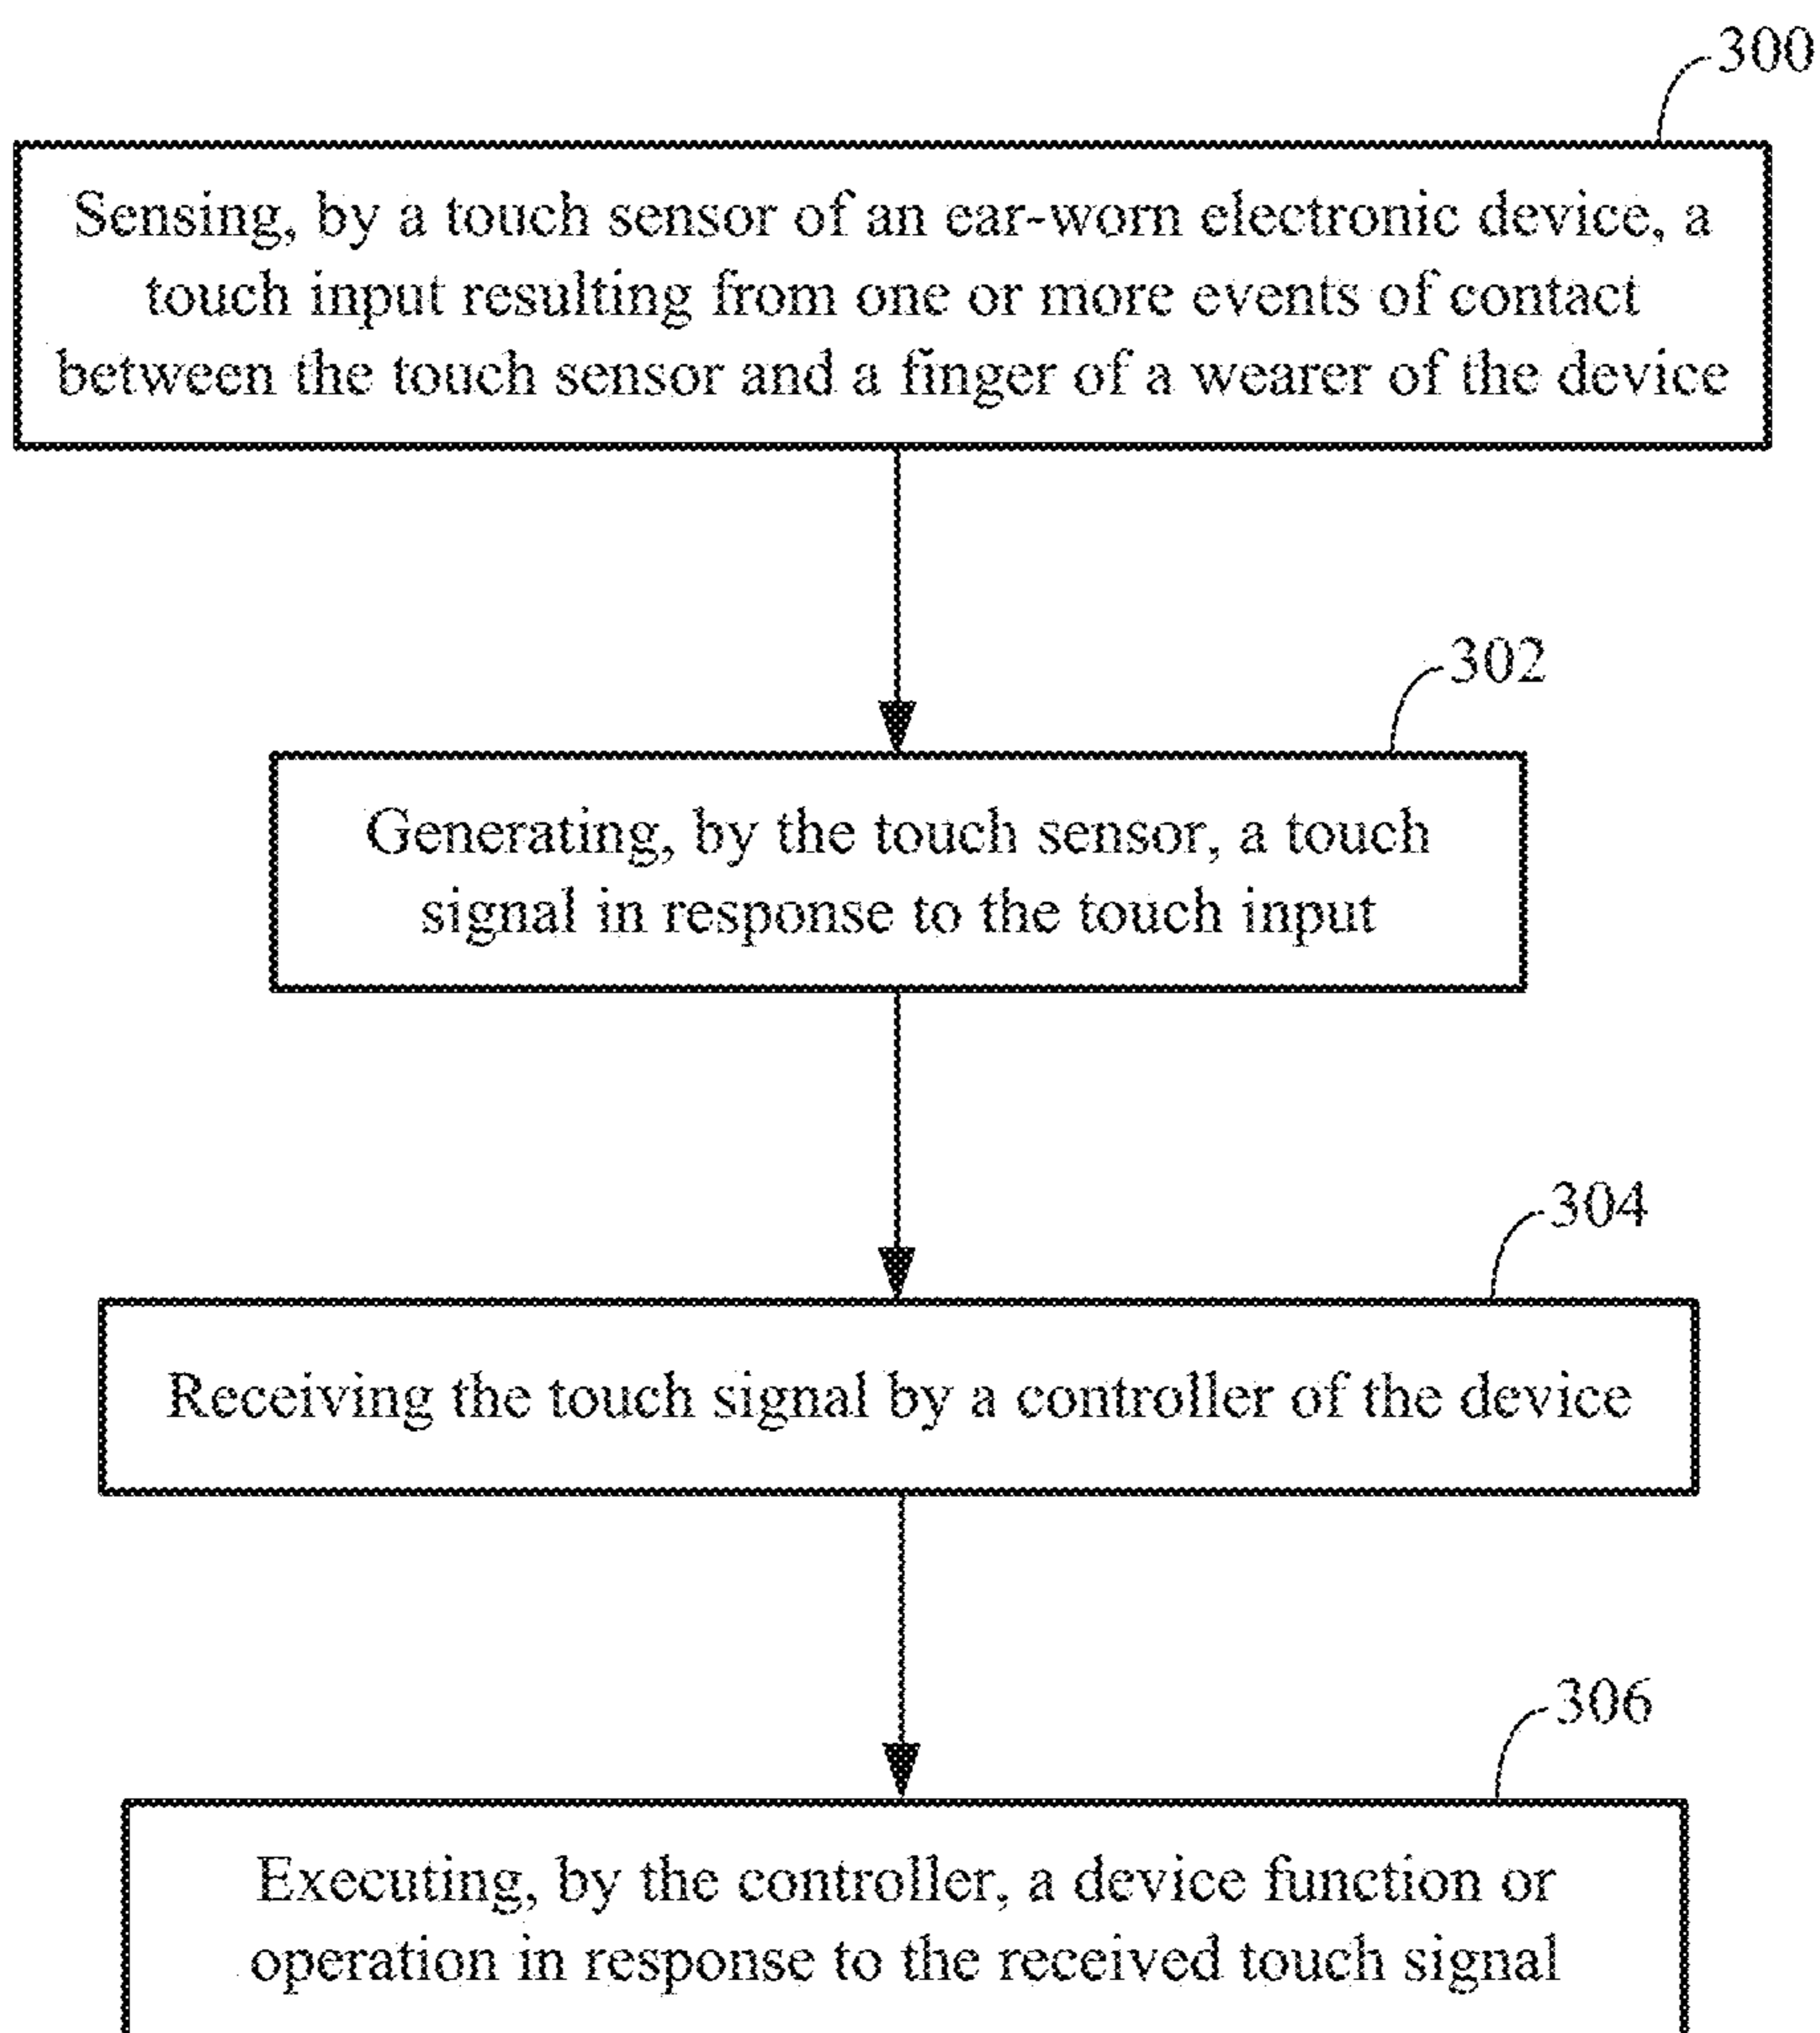 300
Sensing, by a touch sensor of an ear-worn electronic device, a
touch input resulting from one or more events of contact
between the touch sensor and a finger of a wearer of the device
302
Generating, by the touch sensor, a touch
signal in response to the touch input
304
Receiving the touch signal by a controller of the device
306
Executing, by the controller, a device function or
operation in response to the received touch signal